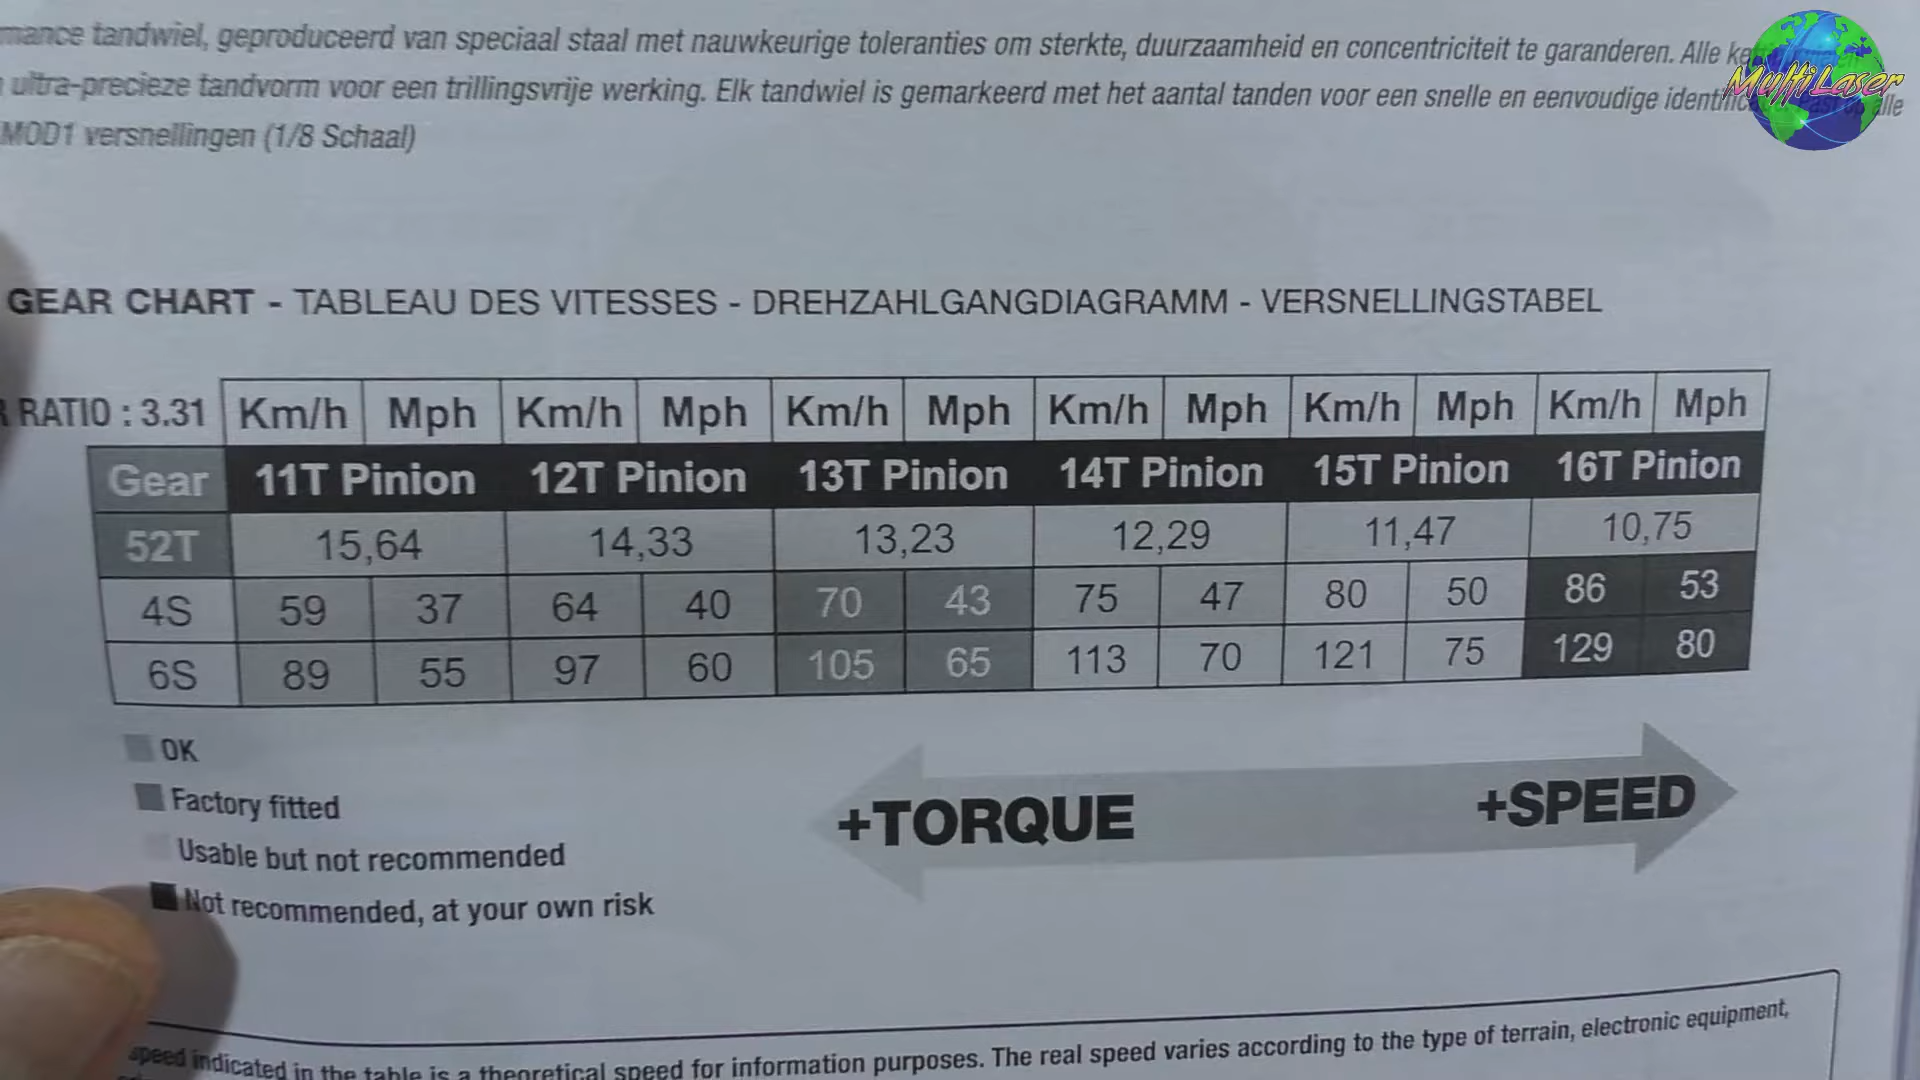 tandwiel, geproduceerd van speciaal staal met nauwkeurige toleranties om sterkte, duurzaamheid en concentriciteit te garanderen. Alle
MultiLaser
ultra-precieze tandvorm voor een trillingsvrije werking. Elk tandwiel is gemarkeerd met het aantal tanden voor een snelle en eenvoudige alle
MOD1 versnellingen (1/8 Schaal)
GEAR CHART - TABLEAU DES VITESSES - DREHZAHLGANGDIAGRAMM - VERSNELLINGSTABEL
RATIO : 3.31 Km/h Mph Km/h Mph Km/h Mph Km/h Mph Km/h Mph Km/h Mph
Gear 11T Pinion 12T Pinion 13T Pinion 14T Pinion 15T Pinion 16T Pinion
52T 15,64 14,33 13,23 12,29 11,47 10,75
4S 59 37 64 40 70 43 75 47 80 50 86 53
6S 89 55 97 60 105 65 113 70 121 75 129 80
OK
Factory fitted
Usable but not recommended
Not recommended, at your own risk
+TORQUE +SPEED
speed indicated in the table is a theoretical speed for information purposes. The real speed varies according to the type of terrain, electronic equipment,